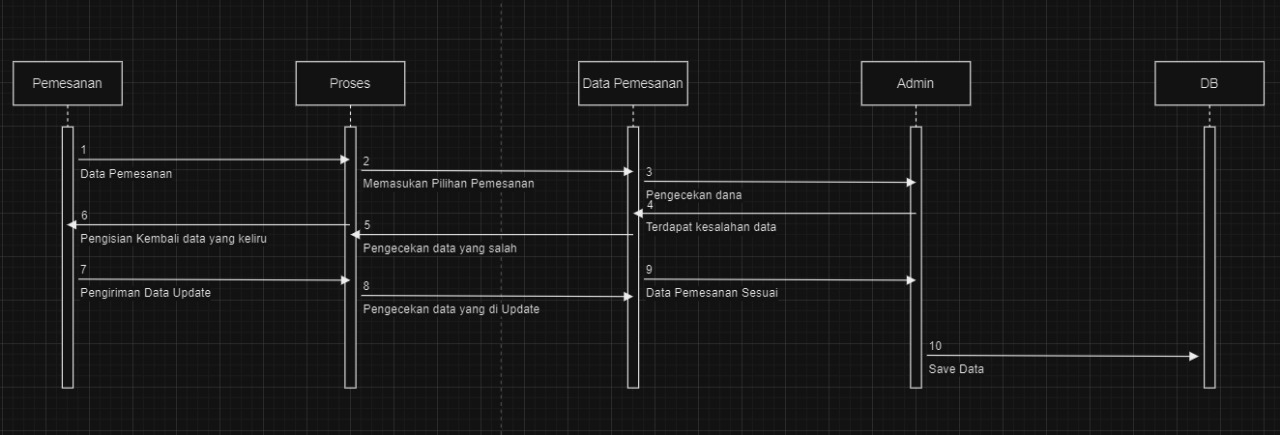 Pemesanan
Proses
Data Pemesanan
Admin
DB
1
Data Pemesanan
2
Memasukan Pilihan Pemesanan
3
Pengecekan dana
4
Terdapat kesalahan data
5
Pengecekan data yang salah
6
Pengisian Kembali data yang keliru
7
Pengiriman Data Update
8
Pengecekan data yang di Update
9
Data Pemesanan Sesuai
10
Save Data